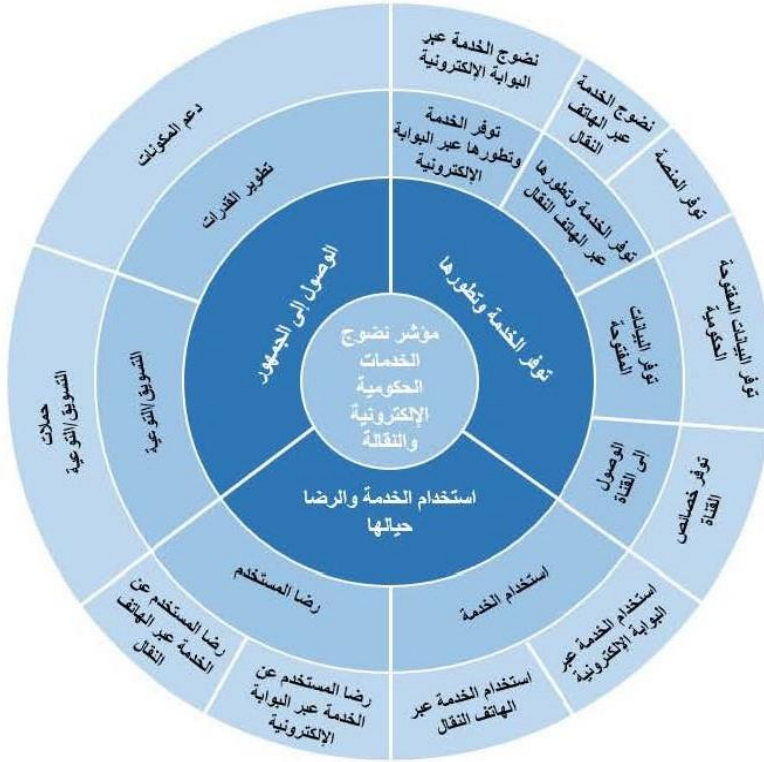 مؤشر نضوج
الخدمات
الحكومية
الإلكترونية
والنقالة
توفر الخدمة وتطورها
استخدام الخدمة والرضا
حيالها
الوصول إلى الجمهور
توفر الخدمة
وتطورها عبر البوابة
الإلكترونية
توفر الخدمة وتطورها
عبر الهاتف النقال
توفر البيانات
المفتوحة
الوصول
إلى القناة
استخدام الخدمة
رضا المستخدم
التسويق/التوعية
تطوير القدرات
نضوج الخدمة عبر
البوابة الإلكترونية
نضوج الخدمة
عبر الهاتف
النقال
توفر المنصة
توفر البيانات المفتوحة
الحكومية
توفر خصائص
القناة
استخدام الخدمة عبر
البوابة الإلكترونية
استخدام الخدمة عبر
الهاتف النقال
رضا المستخدم عن
الخدمة عبر البوابة
الإلكترونية
رضا المستخدم عن
الخدمة عبر الهاتف
النقال
حملات
التسويق/التوعية
دعم المكونات